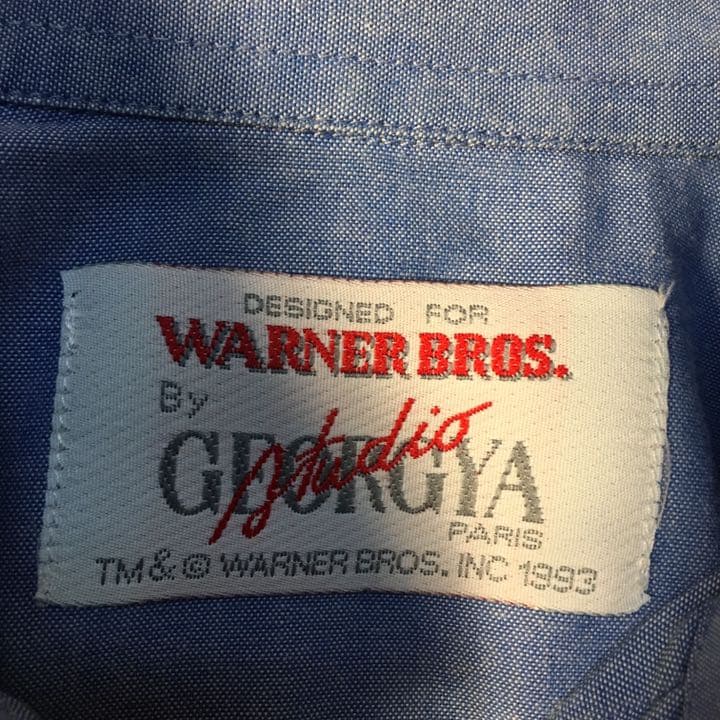 DESIGNED FOR
WARNER BROS.
By
GEORGYA
studio
PARIS
TM & © WARNER BROS. INC 1993